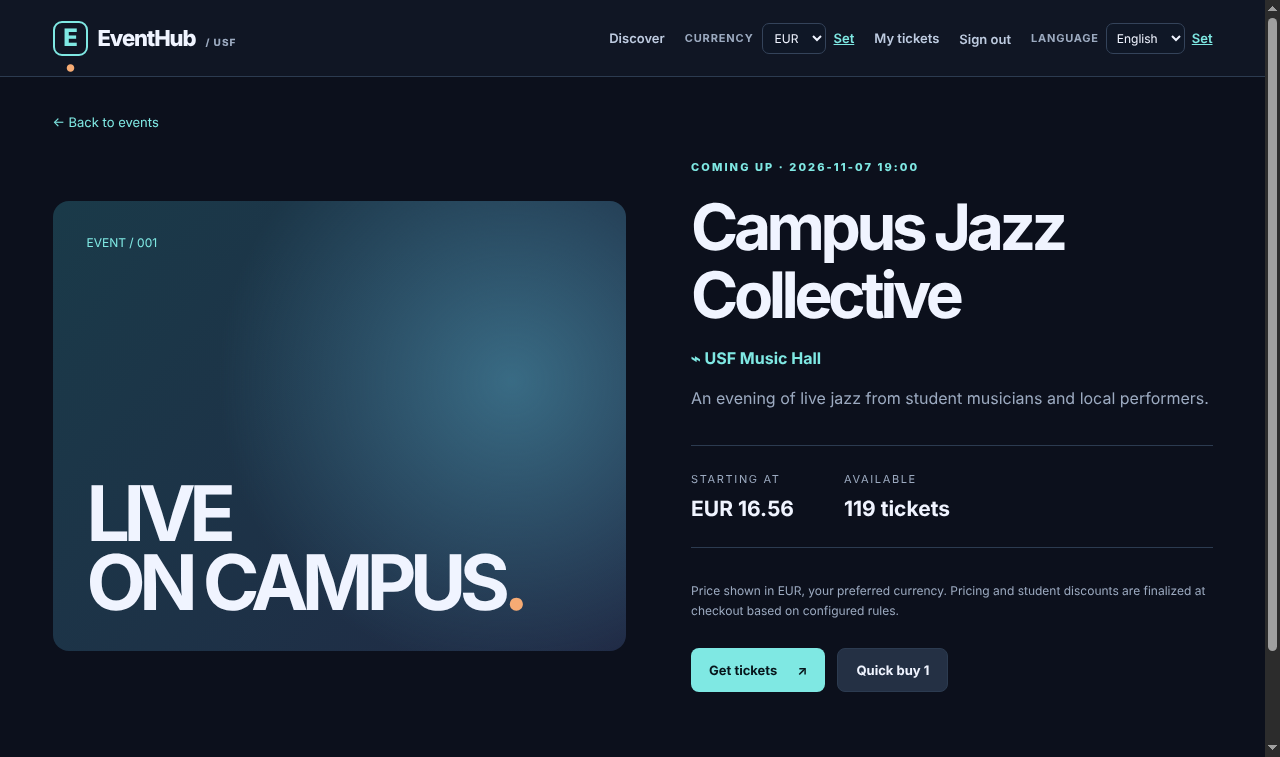 E EventHub / USF
Discover CURRENCY EUR Set My tickets Sign out LANGUAGE English Set
← Back to events
EVENT / 001
LIVE
ON CAMPUS.
COMING UP · 2026-11-07 19:00
Campus Jazz
Collective
⌁ USF Music Hall
An evening of live jazz from student musicians and local performers.
STARTING AT
EUR 16.56
AVAILABLE
119 tickets
Price shown in EUR, your preferred currency. Pricing and student discounts are finalized at
checkout based on configured rules.
Get tickets ↗
Quick buy 1